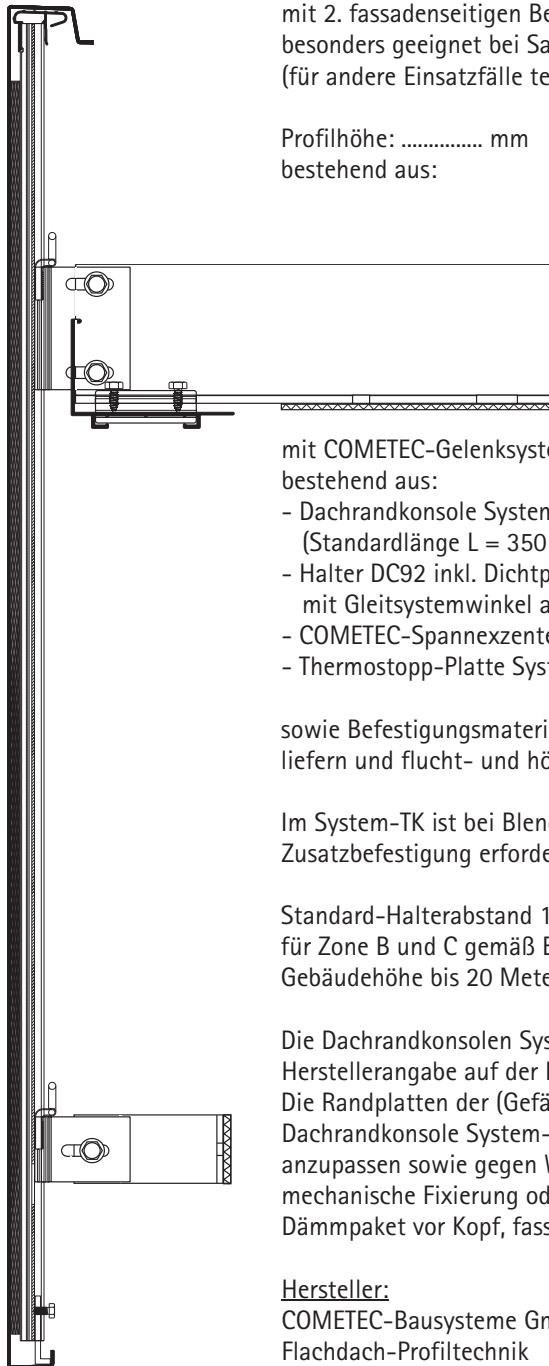 mit 2. fassadenseitigen Be
besonders geeignet bei Sa
(für andere Einsatzfälle te
Profilhöhe: ............... mm
bestehend aus:
mit COMETEC-Gelenksyste
bestehend aus:
- Dachrandkonsole System
(Standardlänge L = 350
- Halter DC92 inkl. Dichtp
mit Gleitsystemwinkel a
- COMETEC-Spannexzente
- Thermostopp-Platte Syst
sowie Befestigungsmateri
liefern und flucht- und hö
Im System-TK ist bei Blend
Zusatzbefestigung erforde
Standard-Halterabstand 1
für Zone B und C gemäß E
Gebäudehöhe bis 20 Mete
Die Dachrandkonsolen Sys
Herstellerangabe auf der
Die Randplatten der (Gefä
Dachrandkonsole System-
anzupassen sowie gegen W
mechanische Fixierung od
Dämmpaket vor Kopf, fass
Hersteller:
COMETEC-Bausysteme Gm
Flachdach-Profiltechnik